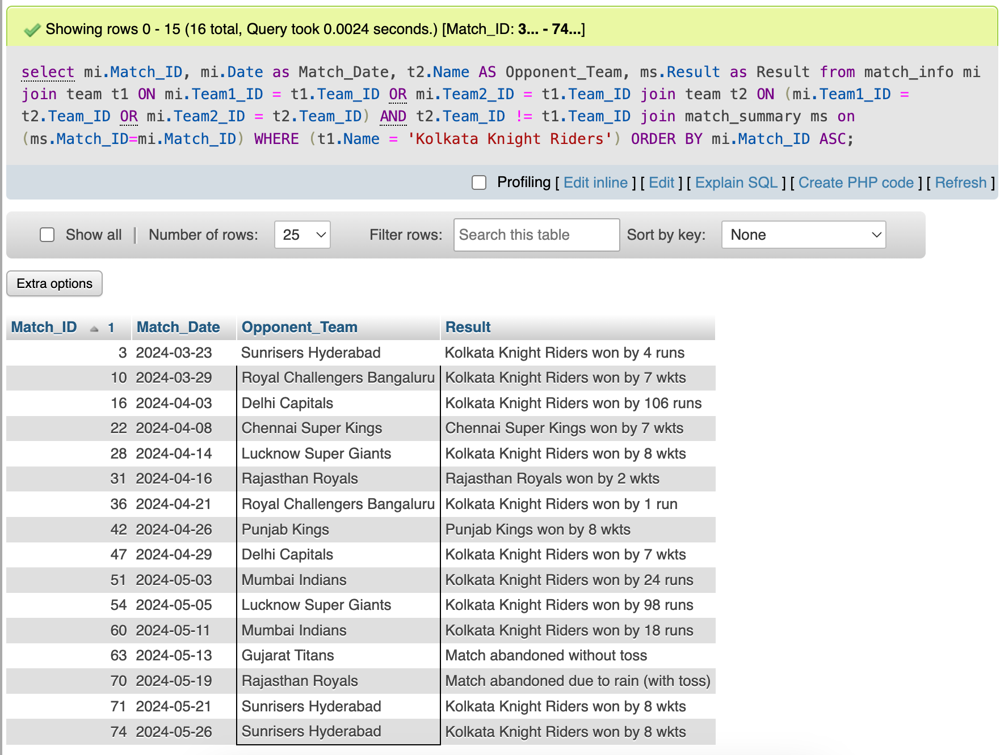 Showing rows 0 - 15 (16 total, Query took 0.0024 seconds.) [Match_ID: 3... - 74...]
select mi.Match_ID, mi.Date as Match_Date, t2.Name AS Opponent_Team, ms.Result as Result from match_info mi
join team t1 ON mi.Team1_ID = t1.Team_ID OR mi.Team2_ID = t1.Team_ID join team t2 ON (mi.Team1_ID =
t2.Team_ID OR mi.Team2_ID = t2.Team_ID) AND t2.Team_ID != t1.Team_ID join match_summary ms on
(ms.Match_ID=mi.Match_ID) WHERE (t1.Name = 'Kolkata Knight Riders') ORDER BY mi.Match_ID ASC;
Profiling [ Edit inline ] [ Edit ] [ Explain SQL ] [ Create PHP code ] [ Refresh ]
Show all | Number of rows: 25 Filter rows: Search this table Sort by key: None
Extra options
Match_ID 1 Match_Date Opponent_Team Result
3 2024-03-23 Sunrisers Hyderabad Kolkata Knight Riders won by 4 runs
10 2024-03-29 Royal Challengers Bangaluru Kolkata Knight Riders won by 7 wkts
16 2024-04-03 Delhi Capitals Kolkata Knight Riders won by 106 runs
22 2024-04-08 Chennai Super Kings Chennai Super Kings won by 7 wkts
28 2024-04-14 Lucknow Super Giants Kolkata Knight Riders won by 8 wkts
31 2024-04-16 Rajasthan Royals Rajasthan Royals won by 2 wkts
36 2024-04-21 Royal Challengers Bangaluru Kolkata Knight Riders won by 1 run
42 2024-04-26 Punjab Kings Punjab Kings won by 8 wkts
47 2024-04-29 Delhi Capitals Kolkata Knight Riders won by 7 wkts
51 2024-05-03 Mumbai Indians Kolkata Knight Riders won by 24 runs
54 2024-05-05 Lucknow Super Giants Kolkata Knight Riders won by 98 runs
60 2024-05-11 Mumbai Indians Kolkata Knight Riders won by 18 runs
63 2024-05-13 Gujarat Titans Match abandoned without toss
70 2024-05-19 Rajasthan Royals Match abandoned due to rain (with toss)
71 2024-05-21 Sunrisers Hyderabad Kolkata Knight Riders won by 8 wkts
74 2024-05-26 Sunrisers Hyderabad Kolkata Knight Riders won by 8 wkts